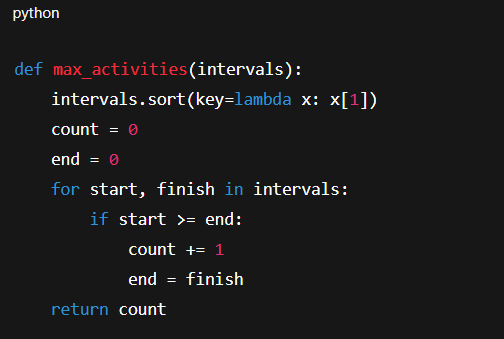 python
def max_activities(intervals):
    intervals.sort(key=lambda x: x[1])
    count = 0
    end = 0
    for start, finish in intervals:
        if start >= end:
            count += 1
            end = finish
    return count